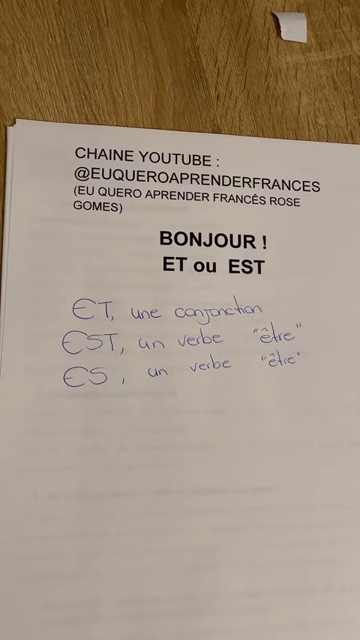 CHAINE YOUTUBE :
@EUQUEROAPRENDERFRANCES
(EU QUERO APRENDER FRANCÊS ROSE
GOMES)
BONJOUR !
ET ou EST
ET, une conjonction
EST, un verbe "être"
ES, un verbe "être"